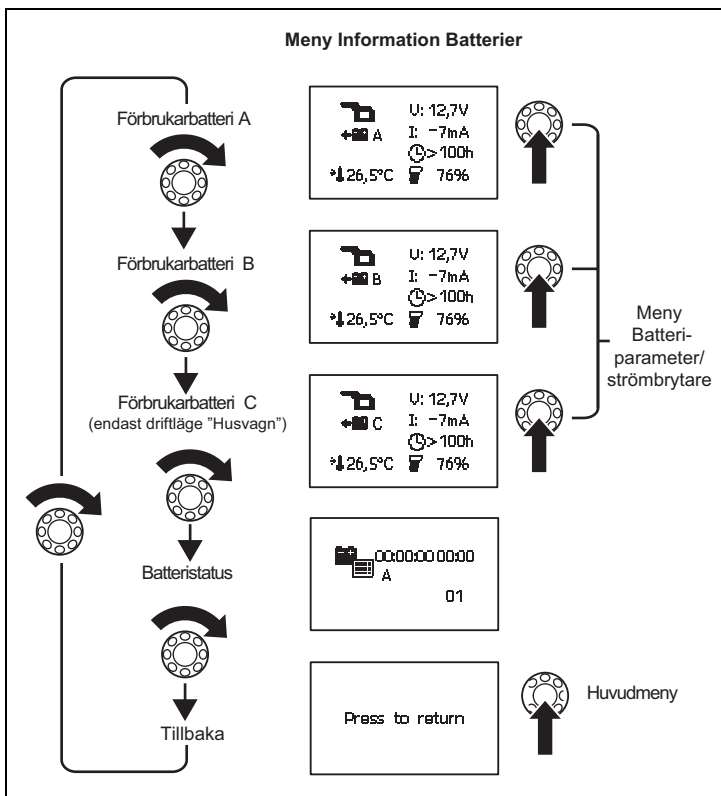 Meny Information Batterier
Förbrukarbatteri A
U: 12,7V
A I: -7mA
>100h
26,5°C 76%
Förbrukarbatteri B
U: 12,7V
B I: -7mA
>100h
26,5°C 76%
Meny
Batteri-
parameter/
strömbrytare
Förbrukarbatteri C
(endast driftläge "Husvagn")
U: 12,7V
C I: -7mA
>100h
26,5°C 76%
Batteristatus
00:00:00 00:00
A
01
Tillbaka
Press to return
Huvudmeny